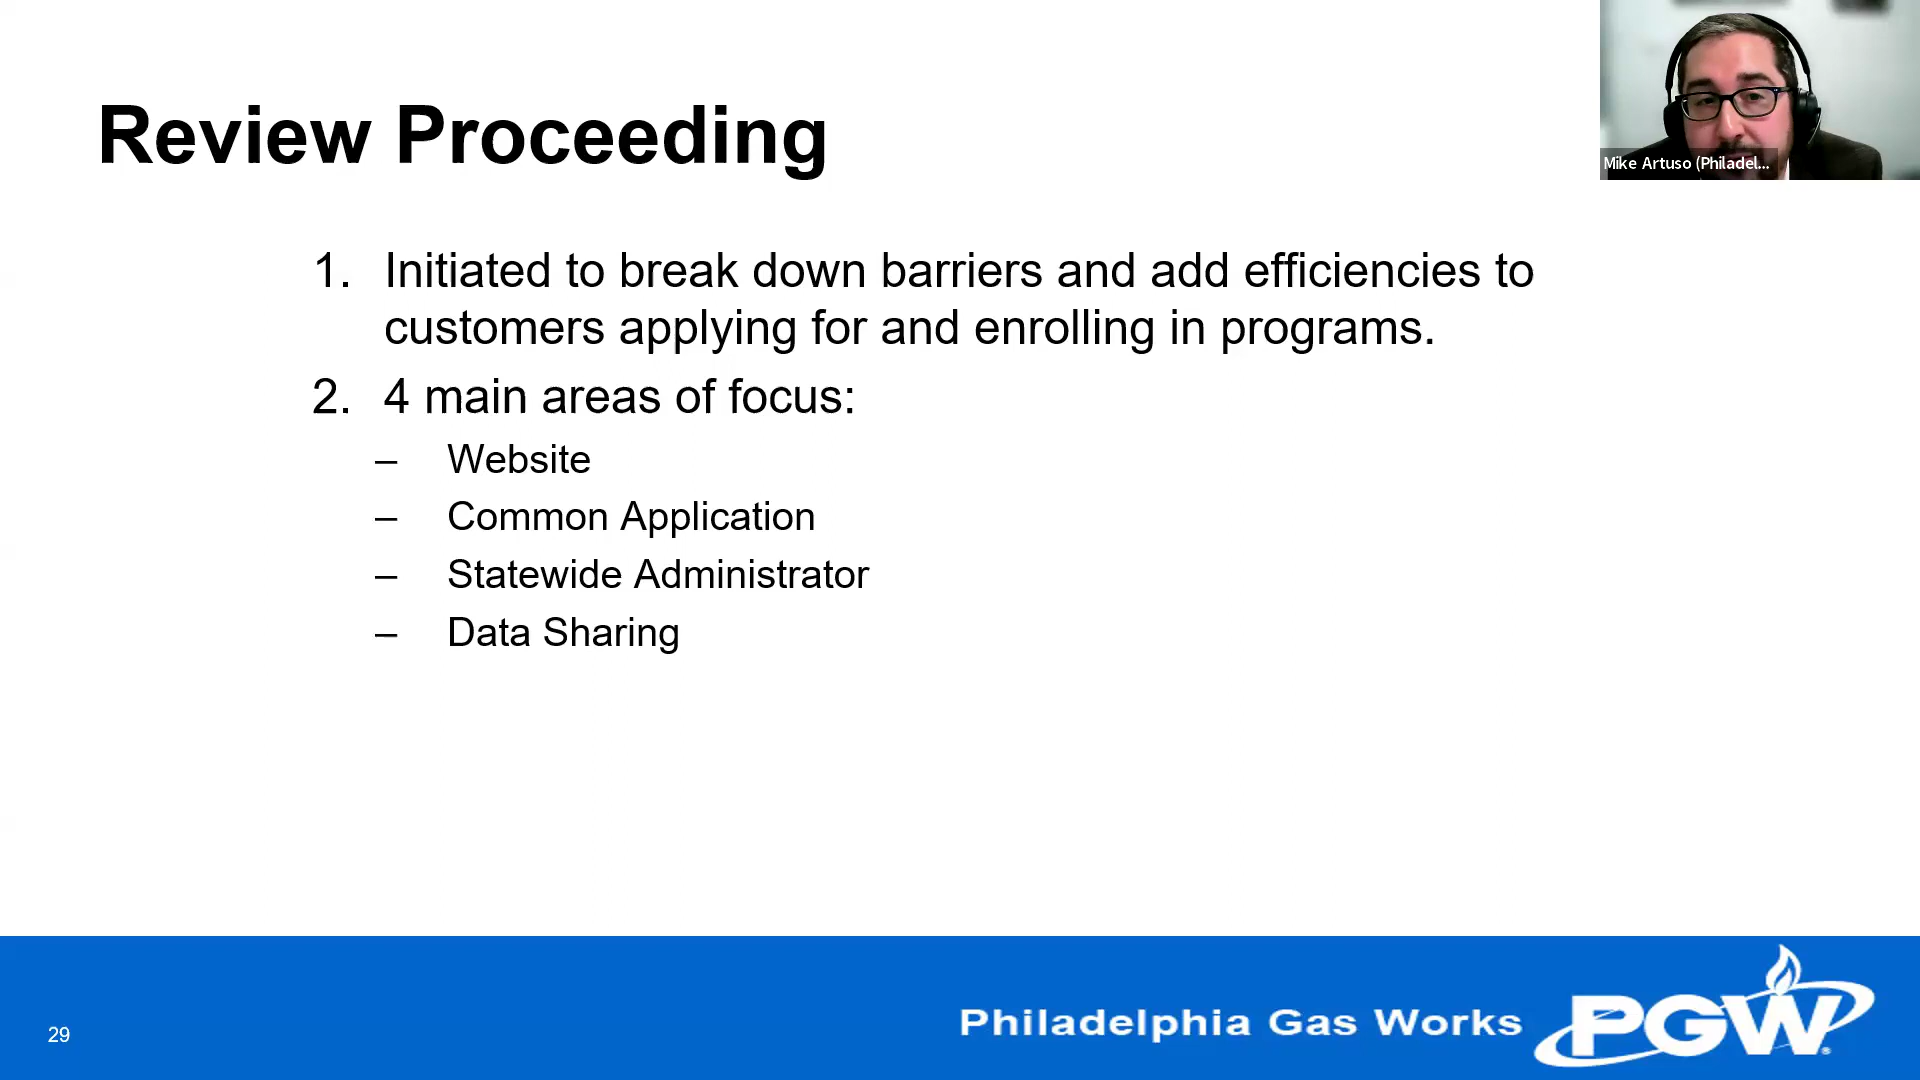 Review Proceeding
Mike Artuso (Philadel...
1. Initiated to break down barriers and add efficiencies to
customers applying for and enrolling in programs.
2. 4 main areas of focus:
– Website
– Common Application
– Statewide Administrator
– Data Sharing
29
Philadelphia Gas Works
PGW®